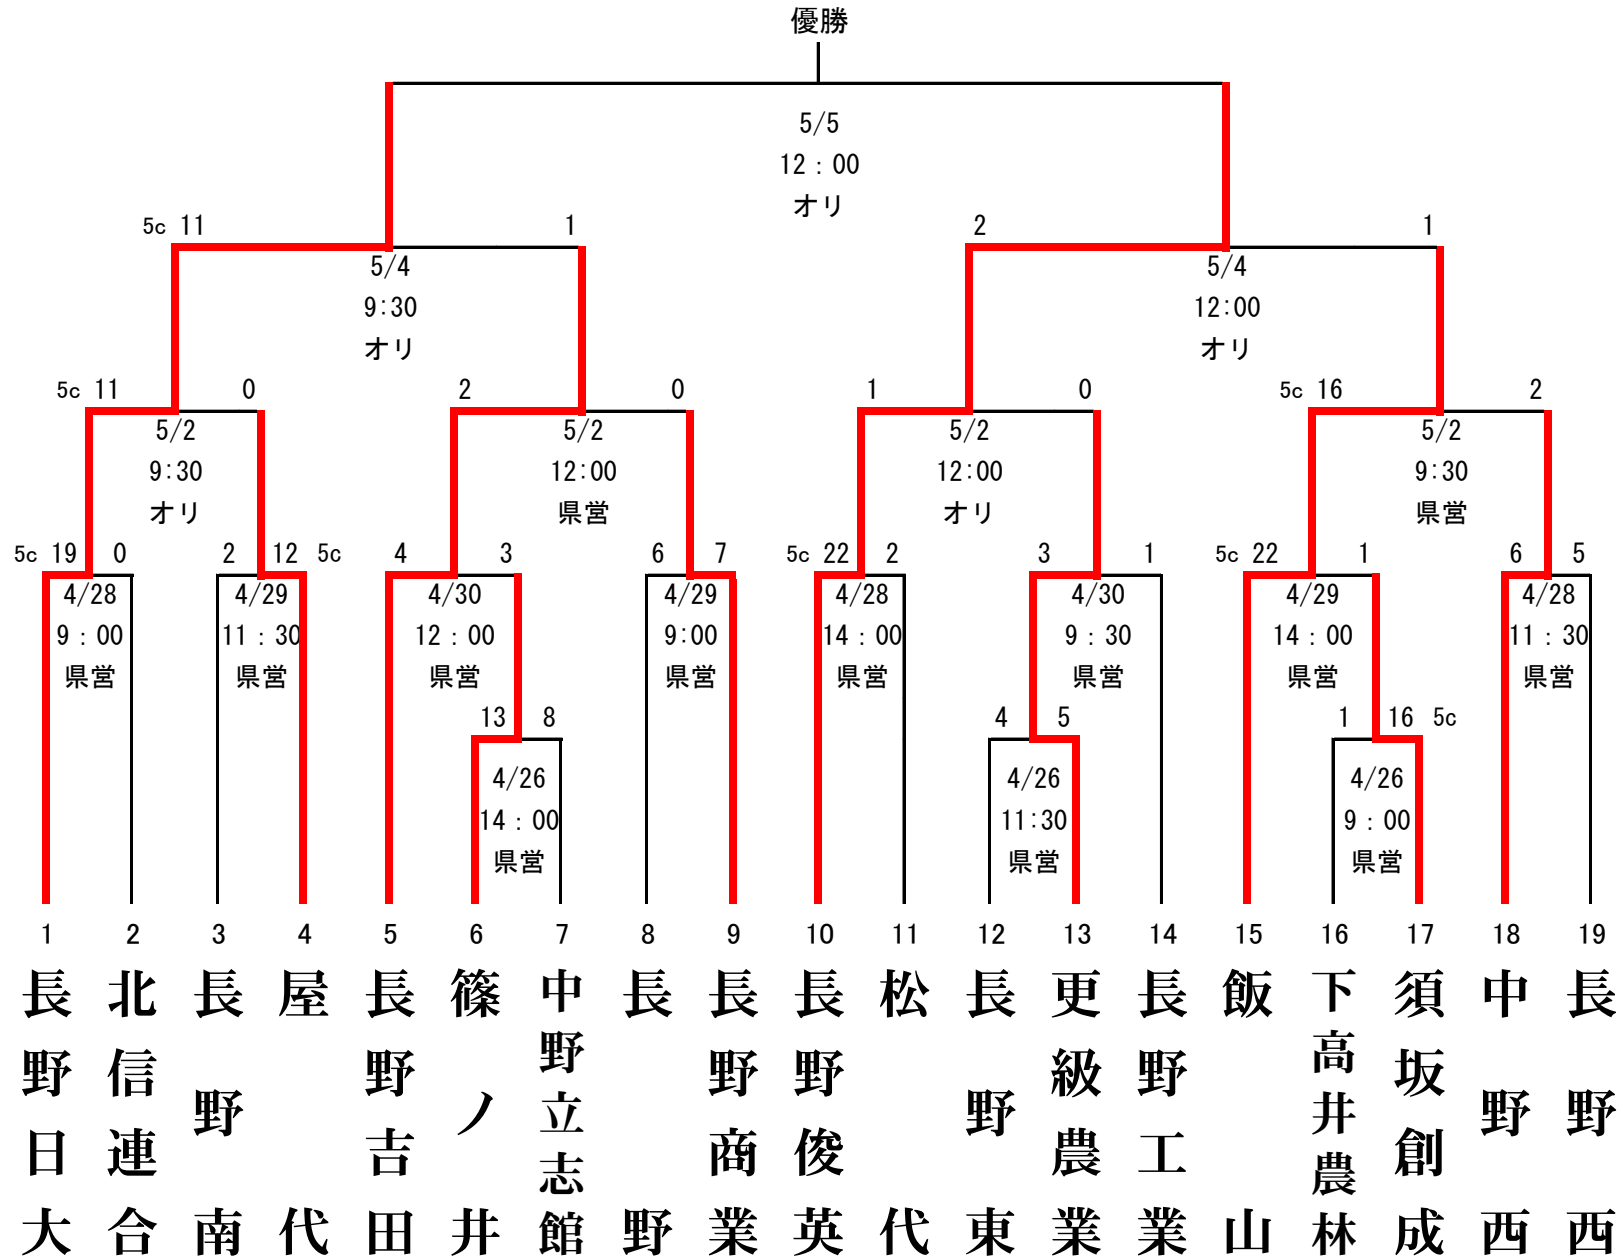 優勝
5/5
12：00
オリ
5c 11
1
2
1
5/4
9:30
オリ
5/4
12:00
オリ
5c 11
0
2
0
1
0
5c 16
2
5/2
9:30
オリ
5/2
12:00
県営
5/2
12:00
オリ
5/2
9:30
県営
5c 19
0
2
12 5c
4
3
6
7
5c 22
2
3
1
5c 22
1
6
5
4/28
9：00
県営
4/29
11：30
県営
4/30
12：00
県営
4/29
9:00
県営
4/28
14：00
県営
4/30
9：30
県営
4/29
14：00
県営
4/28
11：30
県営
13
8
4
5
1
16 5c
4/26
14：00
県営
4/26
11:30
県営
4/26
9：00
県営
1 2 3 4 5 6 7 8 9 10 11 12 13 14 15 16 17 18 19
長野日大
北信連合
長野南
屋代
長野吉田
篠ノ井
中野立志館
長野
長野商業
長野俊英
松代
長野東
更級農業
長野工業
飯山
下高井農林
須坂創成
中野西
長野西